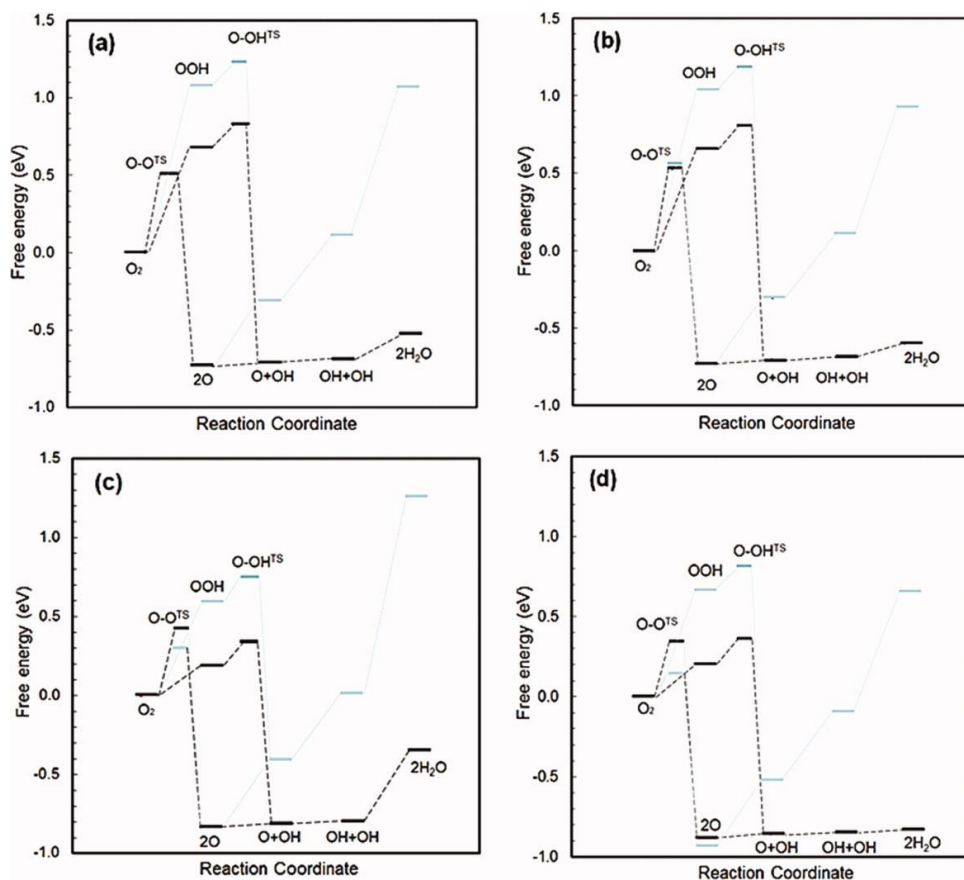 (a)
1.5
1.0
0.5
0.0
-0.5
-1.0
Free energy (eV)
O-OH^TS
OOH
O-O^TS
O₂
2O
O+OH
OH+OH
2H₂O
Reaction Coordinate
(b)
1.5
1.0
0.5
0.0
-0.5
-1.0
Free energy (eV)
O-OH^TS
OOH
O-O^TS
O₂
2O
O+OH
OH+OH
2H₂O
Reaction Coordinate
(c)
1.5
1.0
0.5
0.0
-0.5
-1.0
Free energy (eV)
O-OH^TS
OOH
O-O^TS
O₂
2O
O+OH
OH+OH
2H₂O
Reaction Coordinate
(d)
1.5
1.0
0.5
0.0
-0.5
-1.0
Free energy (eV)
O-OH^TS
OOH
O-O^TS
O₂
2O
O+OH
OH+OH
2H₂O
Reaction Coordinate